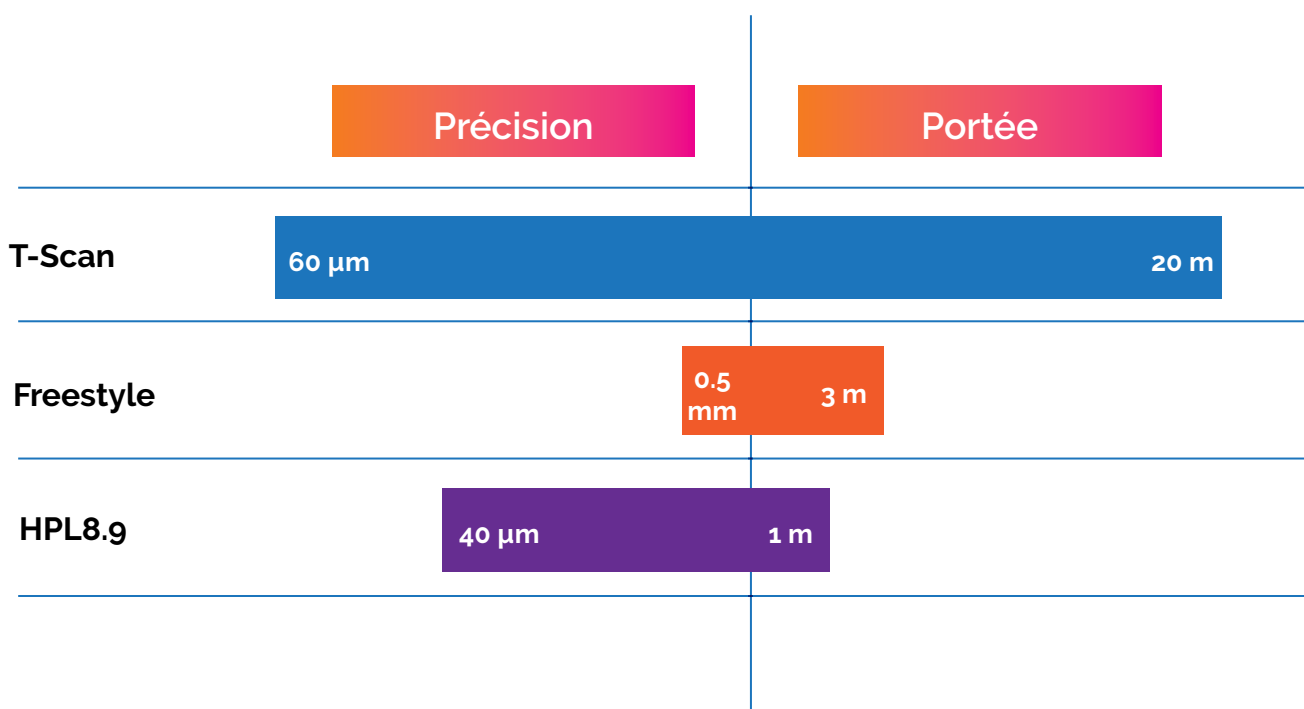 Précision
Portée
T-Scan
60 µm
20 m
Freestyle
0.5
mm
3 m
HPL8.9
40 µm
1 m